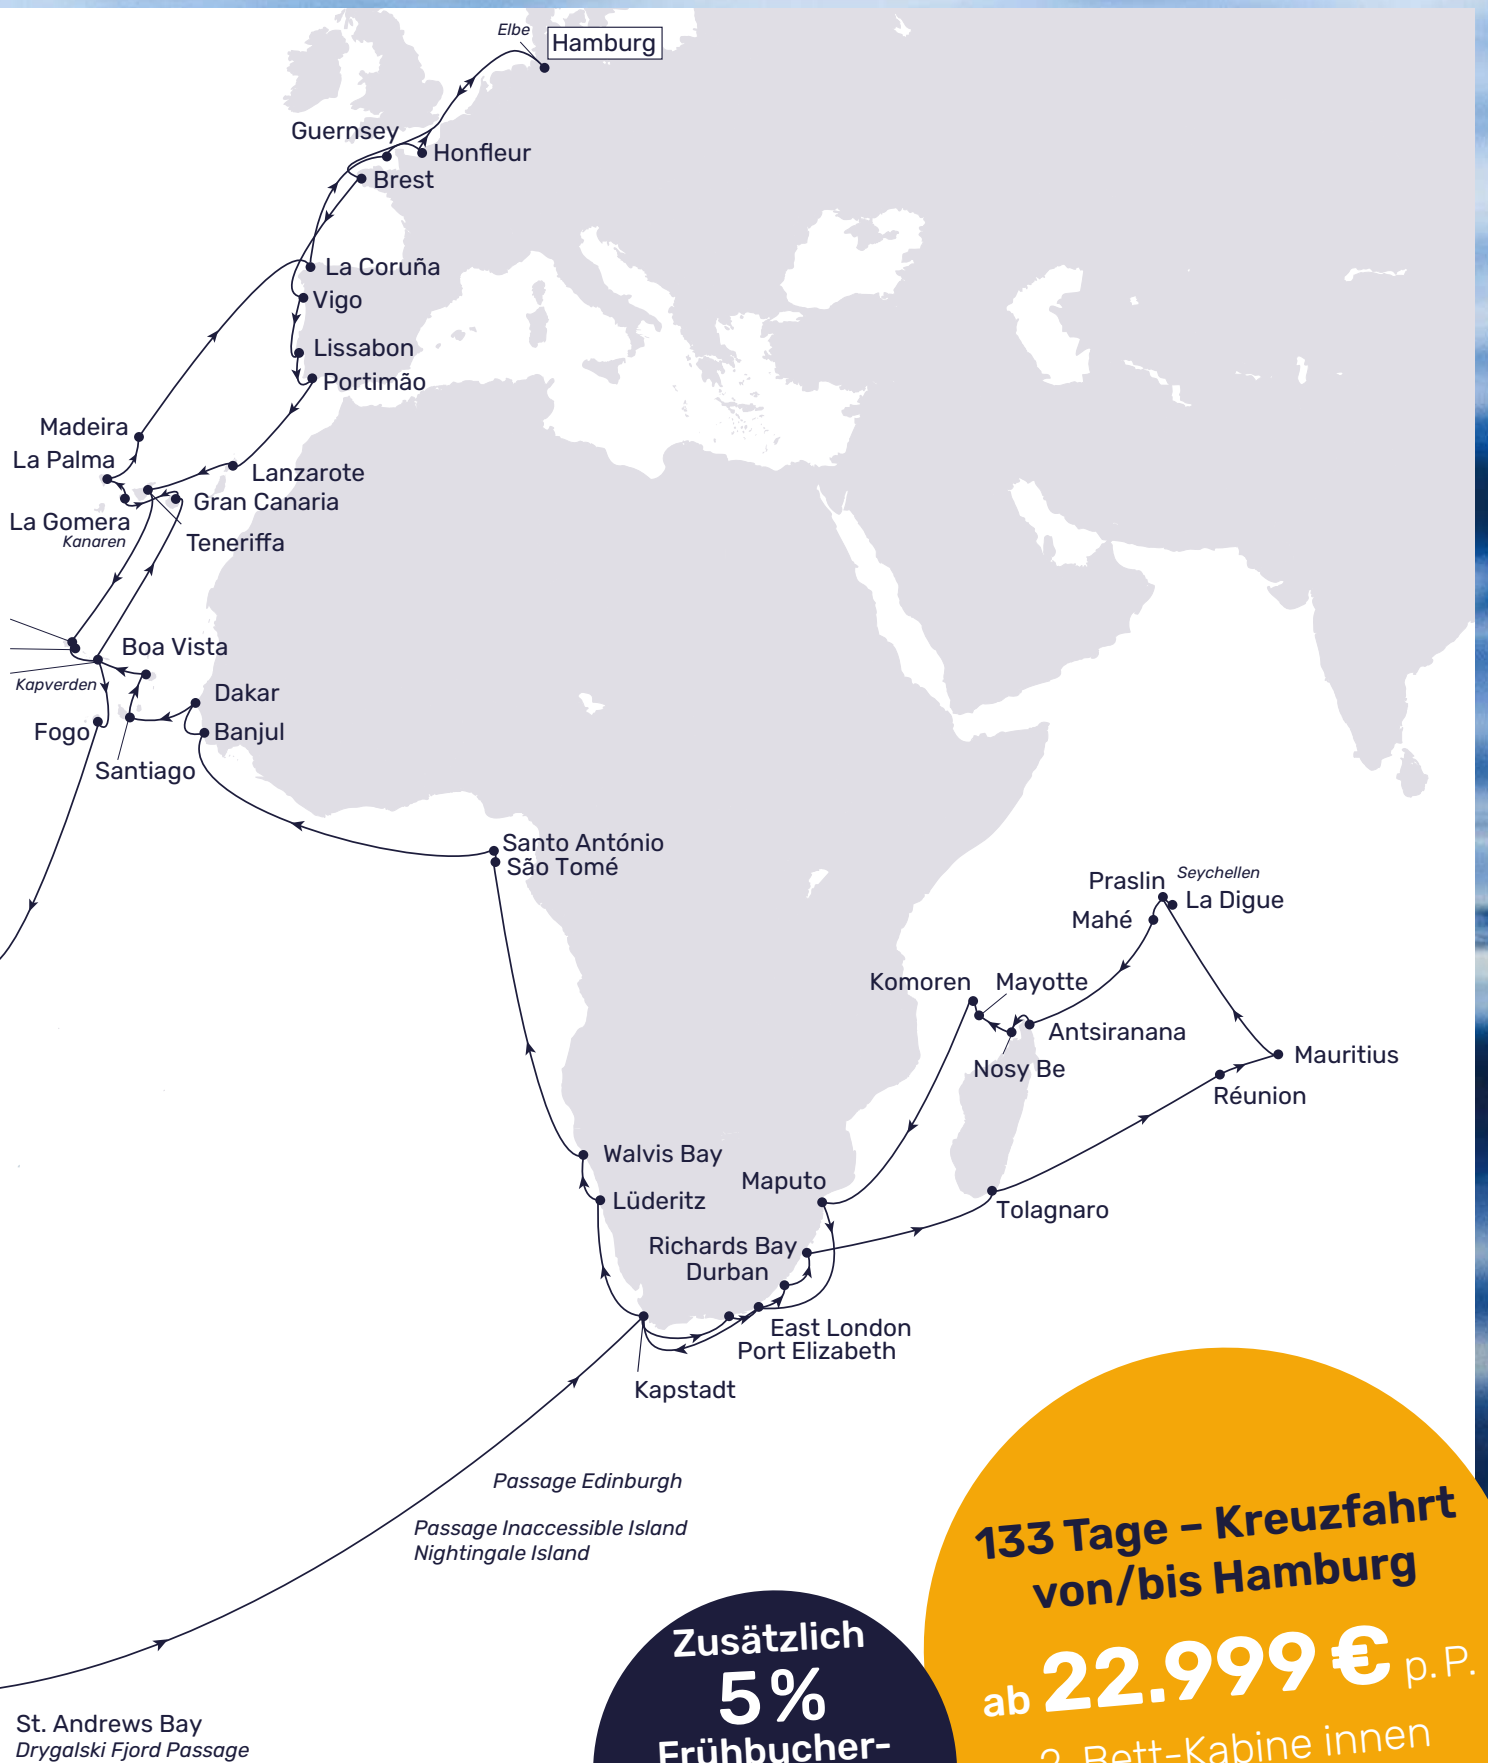 Elbe
Hamburg
Guernsey
Honfleur
Brest
La Coruña
Vigo
Lissabon
Portimão
Madeira
La Palma
Lanzarote
Gran Canaria
La Gomera
Kanaren
Teneriffa
Boa Vista
Kapverden
Dakar
Fogo
Banjul
Santiago
Santo António
São Tomé
Praslin
Seychellen
La Digue
Mahé
Komoren
Mayotte
Antsiranana
Nosy Be
Mauritius
Réunion
Walvis Bay
Maputo
Lüderitz
Tolagnaro
Richards Bay
Durban
East London
Port Elizabeth
Kapstadt
Passage Edinburgh
Passage Inaccessible Island
Nightingale Island
133 Tage – Kreuzfahrt
von/bis Hamburg
ab 22.999 € p. P.
2-Bett-Kabine innen
Zusätzlich
5 %
Frühbucher-
St. Andrews Bay
Drygalski Fjord Passage